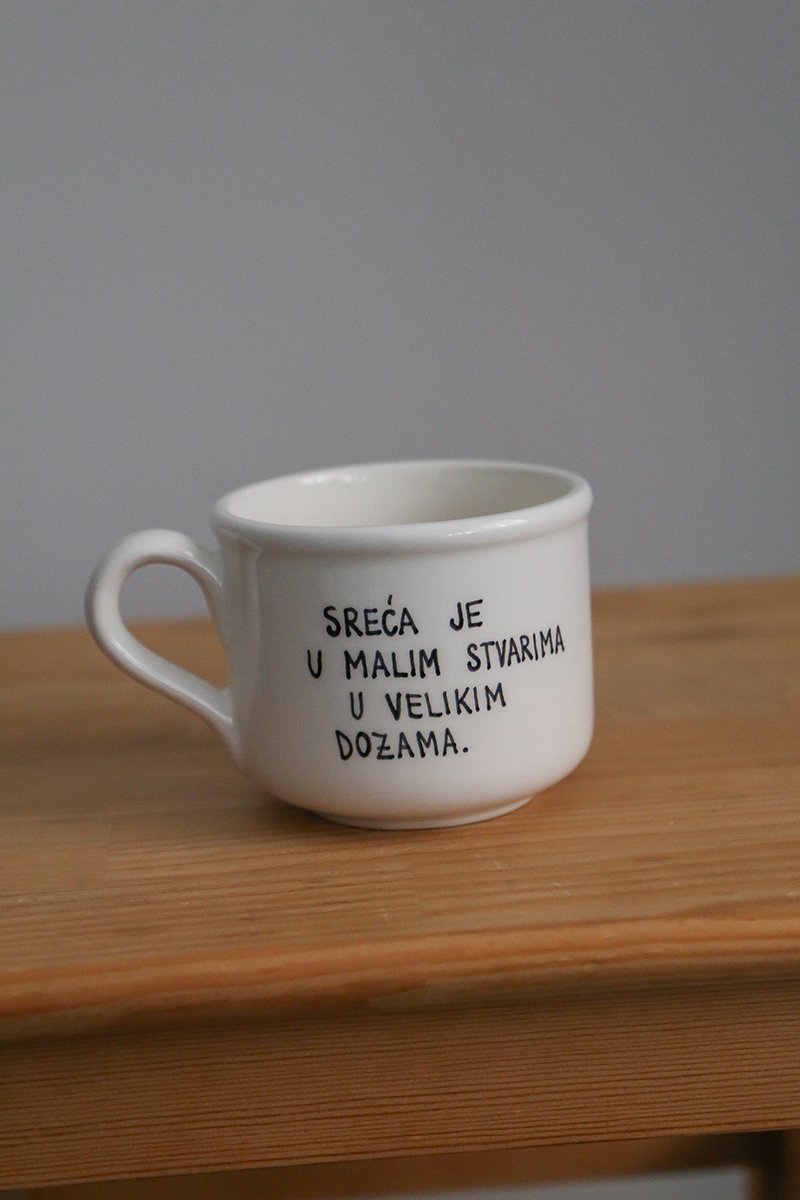 SREĆA JE
U MALIM STVARIMA
U VELIKIM
DOZAMA.